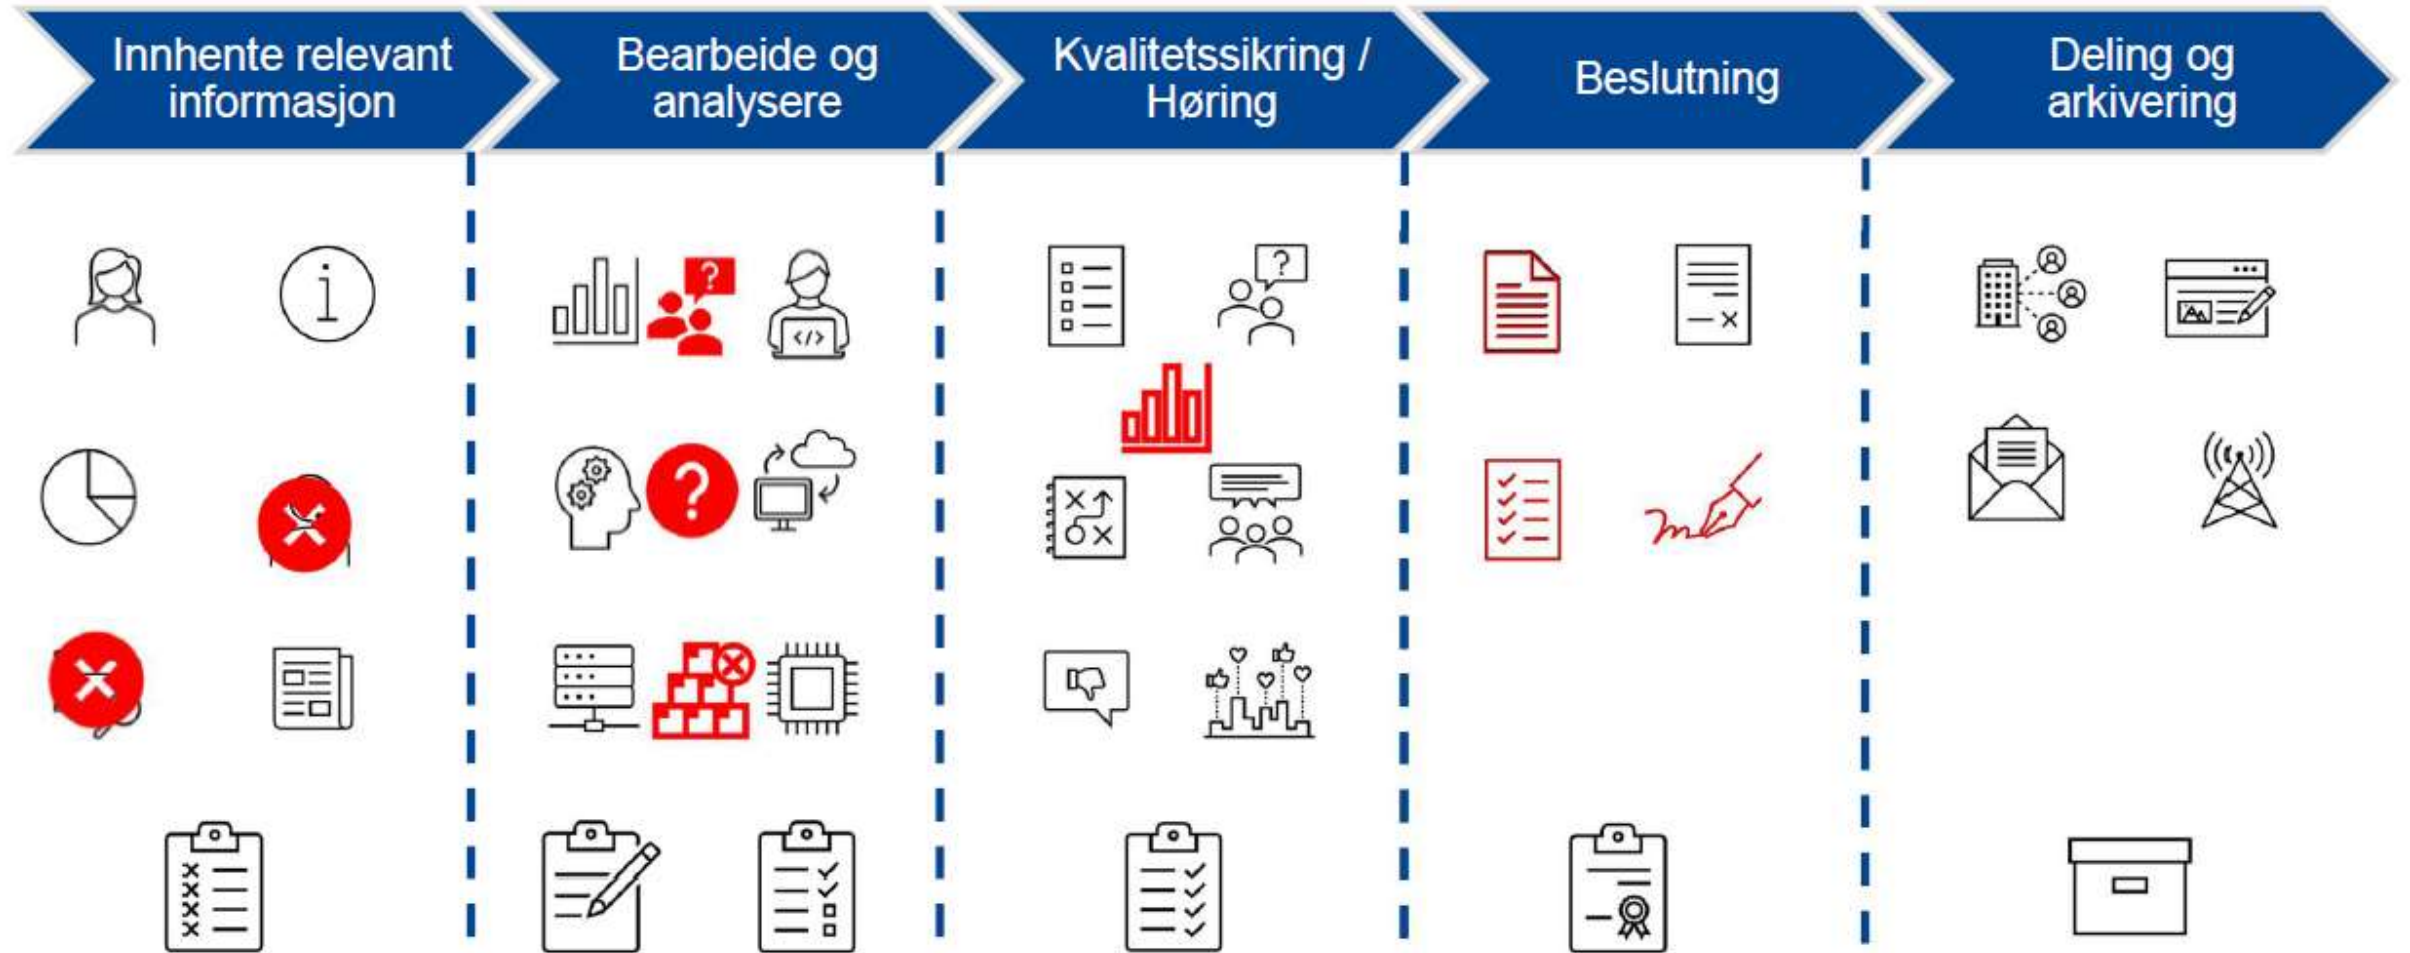 Innhente relevant
informasjon
Bearbeide og
analysere
Kvalitetssikring /
Høring
Beslutning
Deling og
arkivering